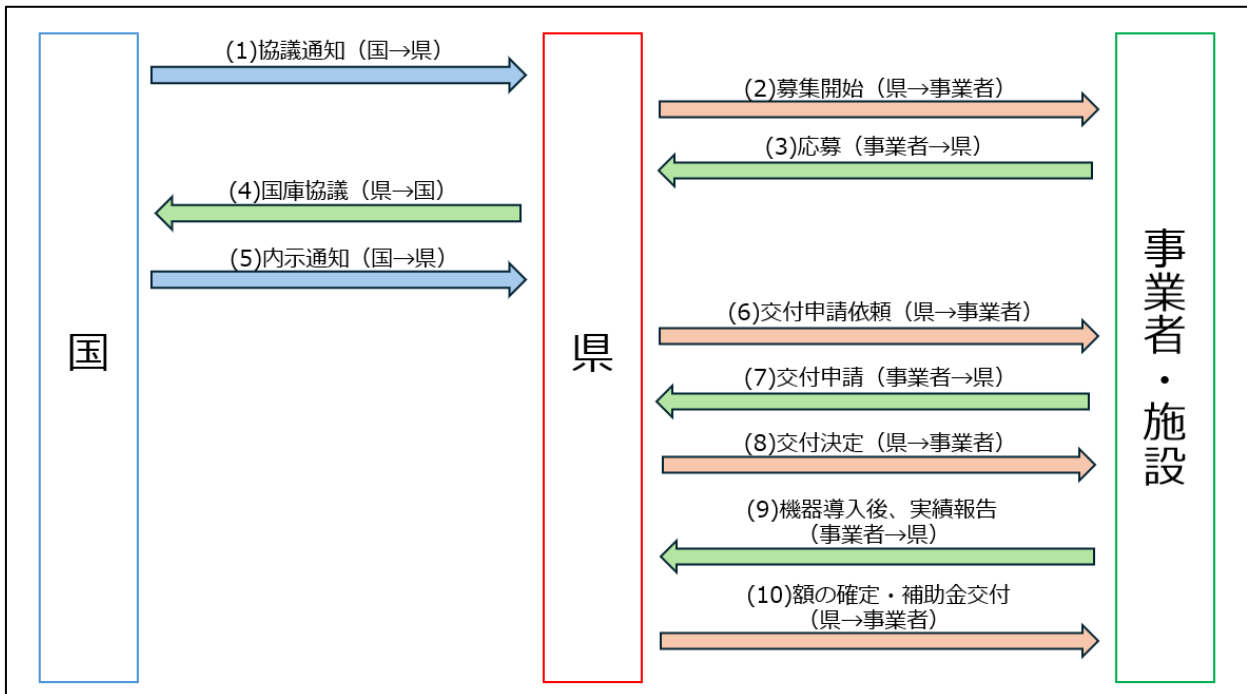 (1)協議通知（国→県）
(2)募集開始（県→事業者）
(3)応募（事業者→県）
(4)国庫協議（県→国）
(5)内示通知（国→県）
(6)交付申請依頼（県→事業者）
(7)交付申請（事業者→県）
(8)交付決定（県→事業者）
(9)機器導入後、実績報告
（事業者→県）
(10)額の確定・補助金交付
（県→事業者）
国
県
事業者・施設